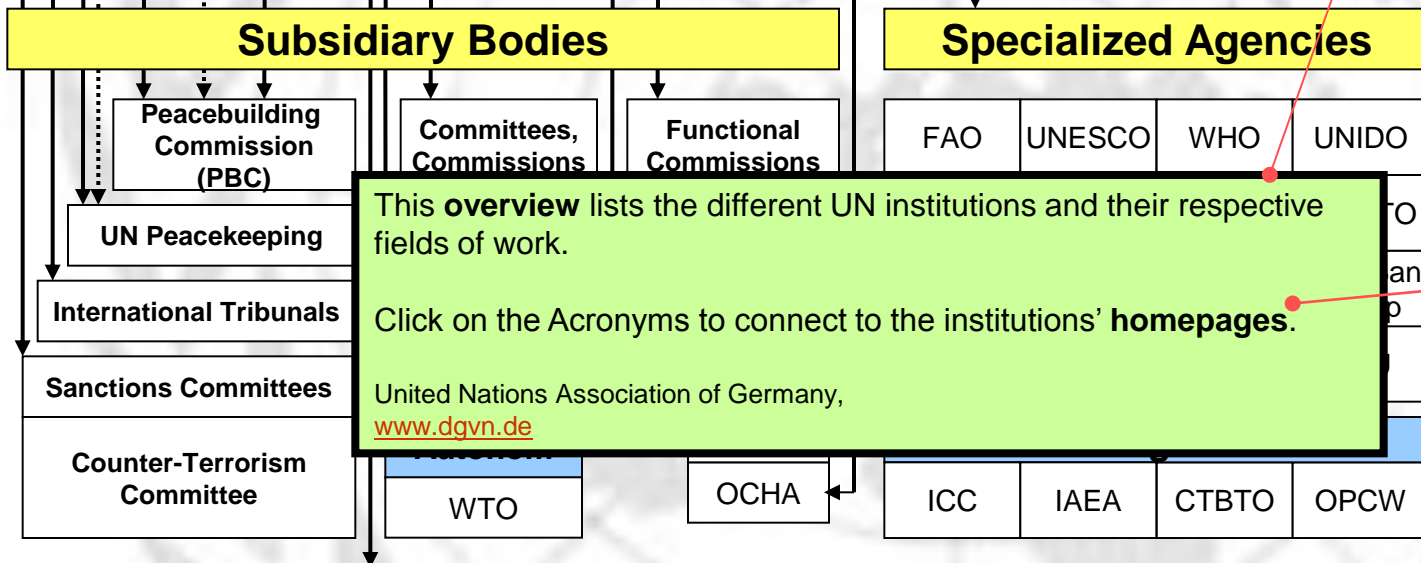 Subsidiary Bodies
Specialized Agencies
Peacebuilding
Commission
(PBC)
Committees,
Commissions
Functional
Commissions
FAO UNESCO WHO UNIDO
UN Peacekeeping
International Tribunals
Sanctions Committees
Counter-Terrorism
Committee
This overview lists the different UN institutions and their respective
fields of work.
Click on the Acronyms to connect to the institutions’ homepages.
United Nations Association of Germany,
www.dgvn.de
WTO
OCHA
ICC IAEA CTBTO OPCW